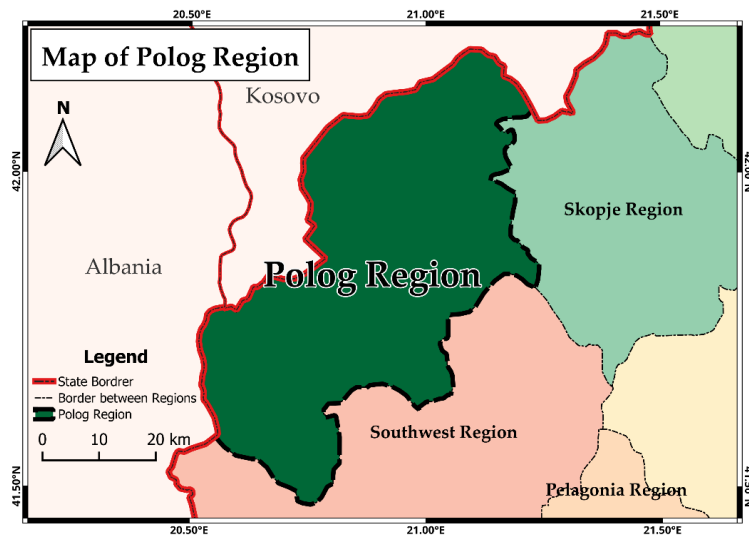 20.50°E 21.00°E 21.50°E
Map of Polog Region
Kosovo
N
42.00°N
42.00°N
Skopje Region
Albania
Polog Region
Legend
State Bordrer
Border between Regions
Polog Region
0 10 20 km
Southwest Region
Pelagonia Region
41.50°N
41.50°N
20.50°E 21.00°E 21.50°E